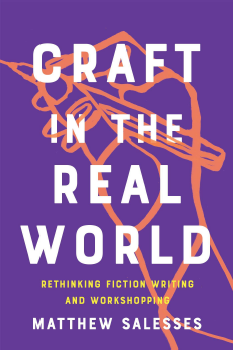 CRAFT
IN THE
REAL
WORLD
RETHINKING FICTION WRITING
AND WORKSHOPPING
MATTHEW SALESSES